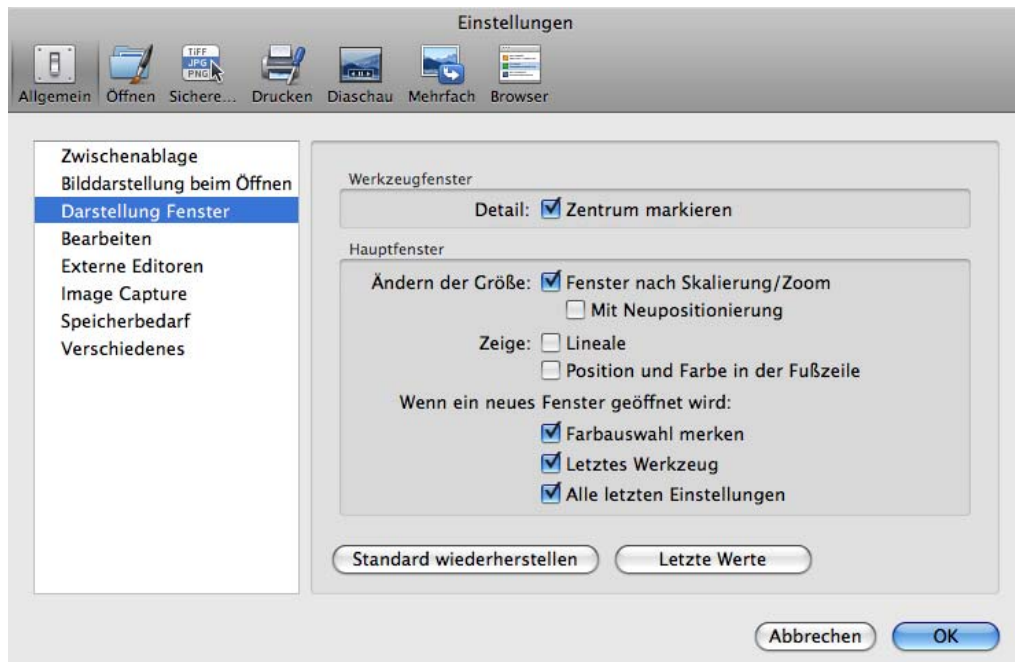 Einstellungen
TIFF
JPG
PNG
Allgemein Öffnen Sichere... Drucken Diaschau Mehrfach Browser
Zwischenablage
Bilddarstellung beim Öffnen
Darstellung Fenster
Bearbeiten
Externe Editoren
Image Capture
Speicherbedarf
Verschiedenes
Werkzeugfenster
Detail: Zentrum markieren
Hauptfenster
Ändern der Größe: Fenster nach Skalierung/Zoom
Mit Neupositionierung
Zeige: Lineale
Position und Farbe in der Fußzeile
Wenn ein neues Fenster geöffnet wird:
Farbauswahl merken
Letztes Werkzeug
Alle letzten Einstellungen
Standard wiederherstellen Letzte Werte
Abbrechen OK